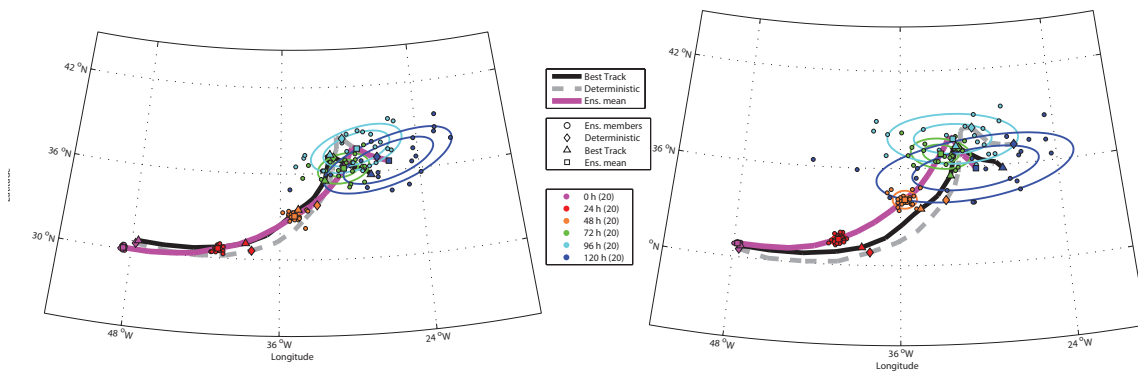 42 °N
36 °N
30 °N
48 °W
36 °W
24 °W
Longitude
Best Track
Deterministic
Ens. mean
Ens. members
Deterministic
Best Track
Ens. mean
0 h (20)
24 h (20)
48 h (20)
72 h (20)
96 h (20)
120 h (20)
42 °N
36 °N
°N
48 °W
36 °W
24 °W
Longitude